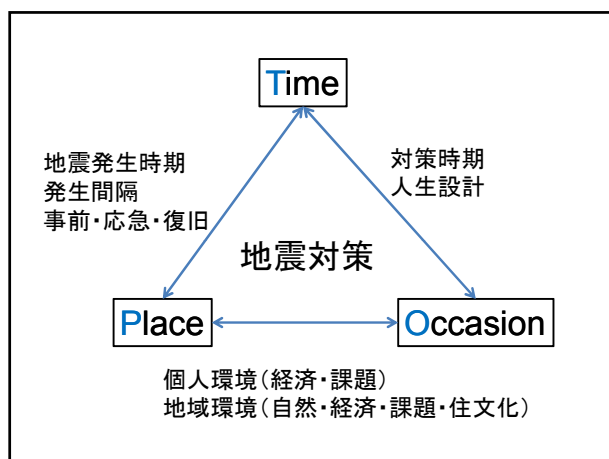 Time
地震発生時期
発生間隔
事前・応急・復旧
対策時期
人生設計
地震対策
Place
Occasion
個人環境(経済・課題)
地域環境(自然・経済・課題・住文化)